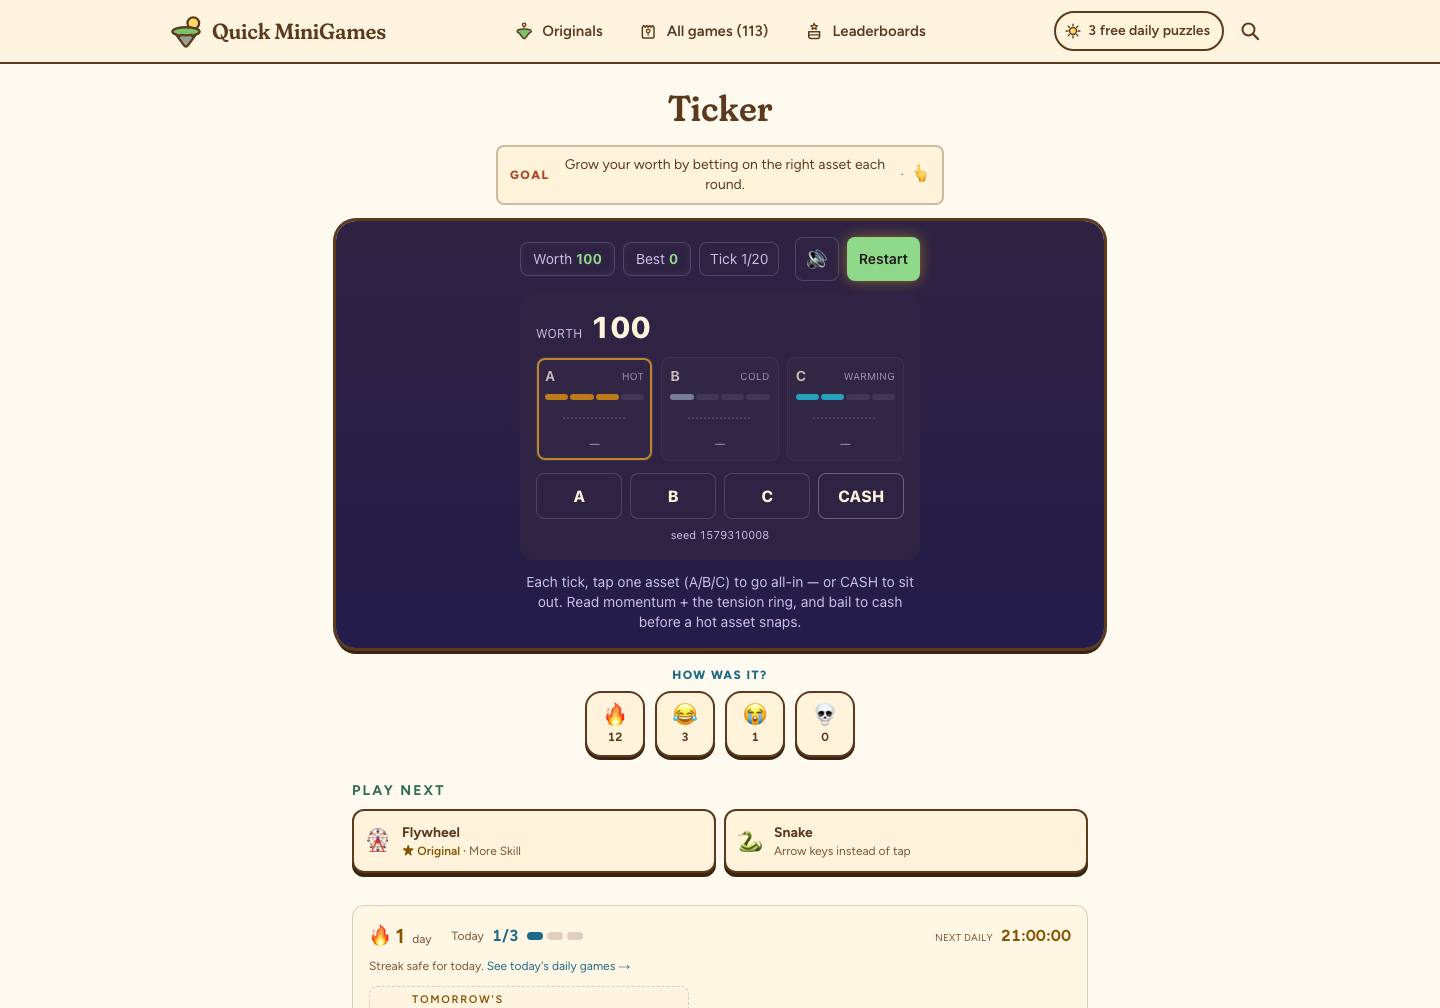 Quick MiniGames
Originals
All games (113)
Leaderboards
3 free daily puzzles
Ticker
GOAL
Grow your worth by betting on the right asset each
round.
·
Worth 100
Best 0
Tick 1/20
Restart
WORTH 100
A HOT
B COLD
C WARMING
—
—
—
A
B
C
CASH
seed 1579310008
Each tick, tap one asset (A/B/C) to go all-in — or CASH to sit
out. Read momentum + the tension ring, and bail to cash
before a hot asset snaps.
HOW WAS IT?
12
3
1
0
PLAY NEXT
Flywheel
Original · More Skill
Snake
Arrow keys instead of tap
1 day
Today 1/3
NEXT DAILY 21:00:00
Streak safe for today. See today's daily games →
TOMORROW'S